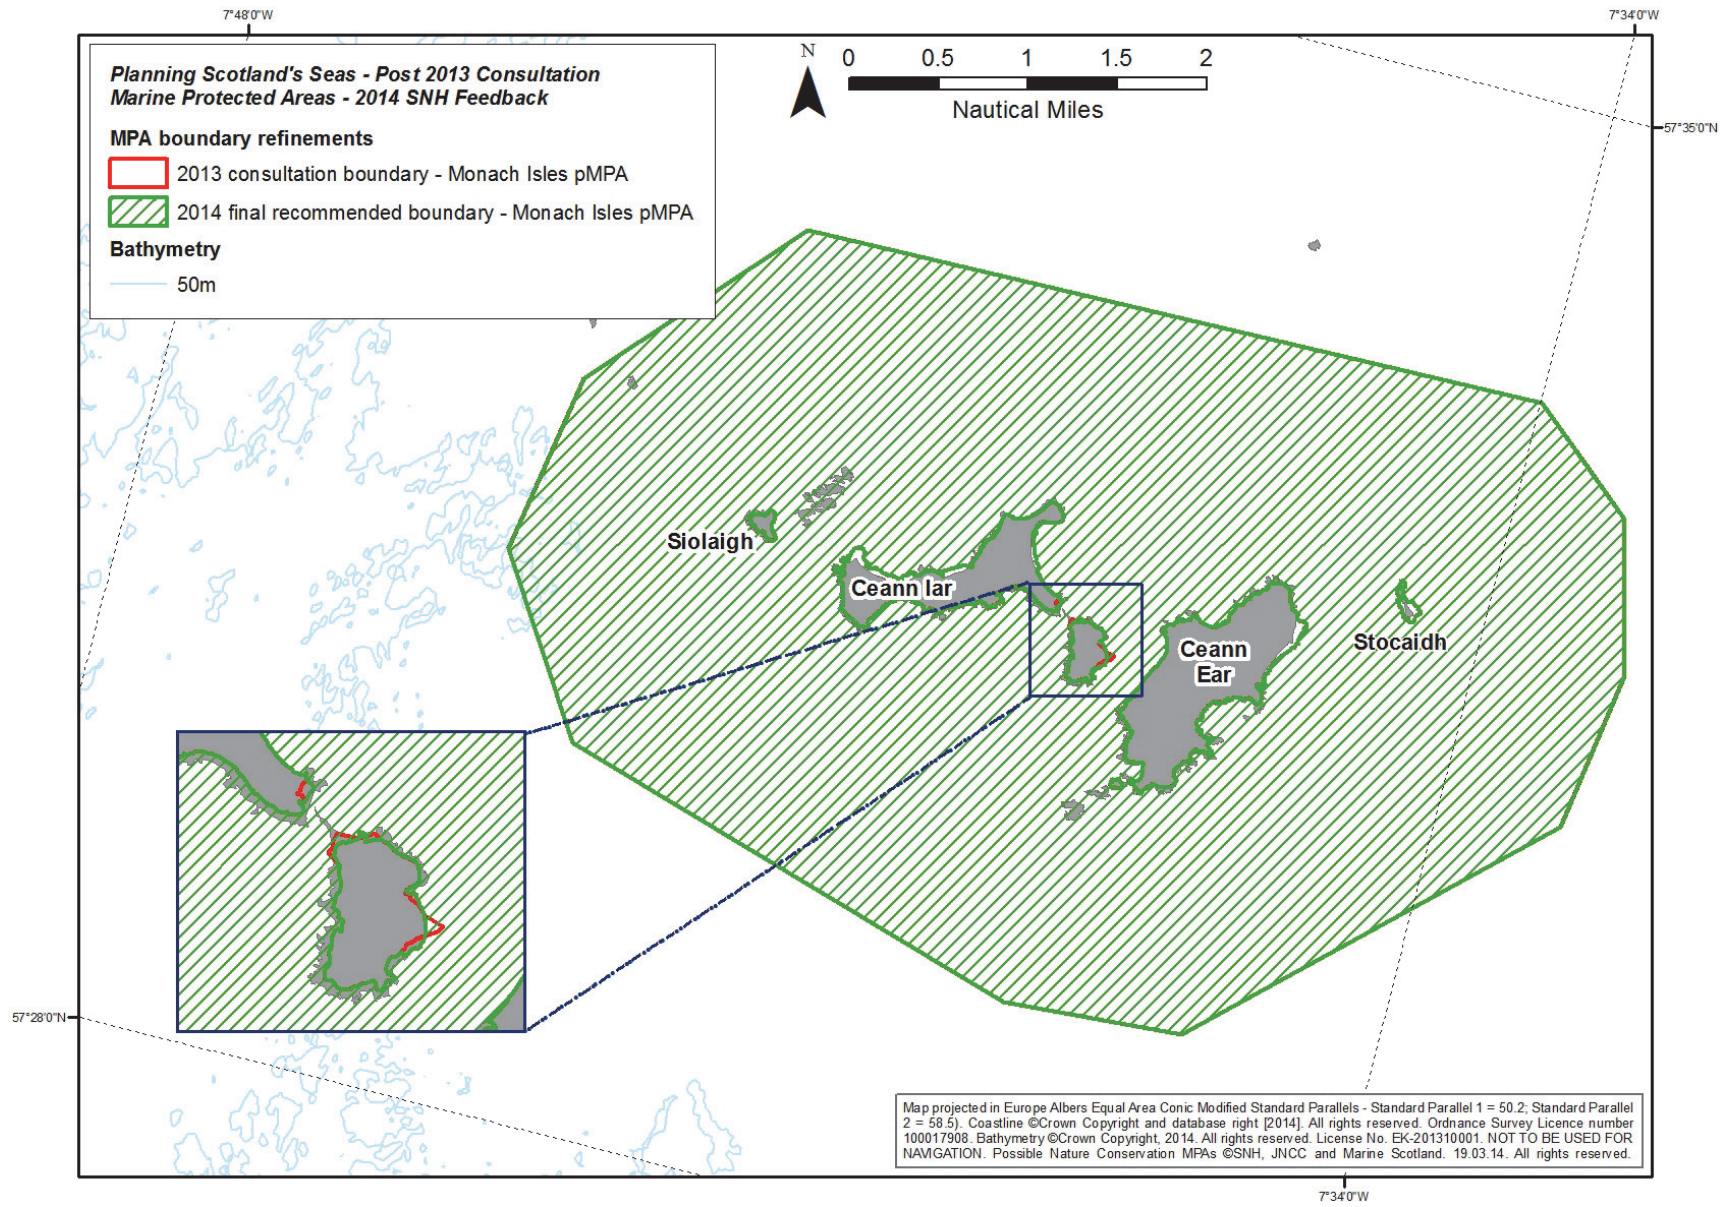 7°48'0"W
7°34'0"W
Planning Scotland's Seas - Post 2013 Consultation
Marine Protected Areas - 2014 SNH Feedback
MPA boundary refinements
2013 consultation boundary - Monach Isles pMPA
2014 final recommended boundary - Monach Isles pMPA
Bathymetry
50m
N
0 0.5 1 1.5 2
Nautical Miles
57°35'0"N
Siolaigh
Ceann Iar
Ceann
Ear
Stocaidh
57°28'0"N
Map projected in Europe Albers Equal Area Conic Modified Standard Parallels - Standard Parallel 1 = 50.2; Standard Parallel
2 = 58.5). Coastline ©Crown Copyright and database right [2014]. All rights reserved. Ordnance Survey Licence number
100017908. Bathymetry ©Crown Copyright, 2014. All rights reserved. License No. EK-201310001. NOT TO BE USED FOR
NAVIGATION. Possible Nature Conservation MPAs ©SNH, JNCC and Marine Scotland. 19.03.14. All rights reserved.
7°34'0"W